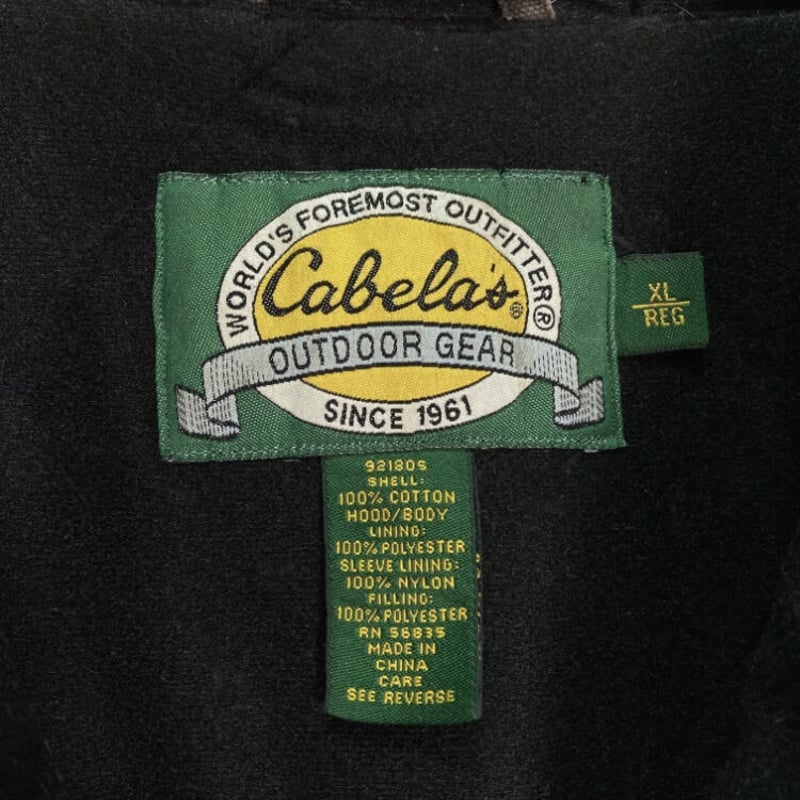 WORLD'S FOREMOST OUTFITTER®
Cabela's®
OUTDOOR GEAR
SINCE 1961
XL
REG
921805
SHELL:
100% COTTON
HOOD/BODY
LINING:
100% POLYESTER
SLEEVE LINING:
100% NYLON
FILLING:
100% POLYESTER
RN 56835
MADE IN
CHINA
CARE
SEE REVERSE